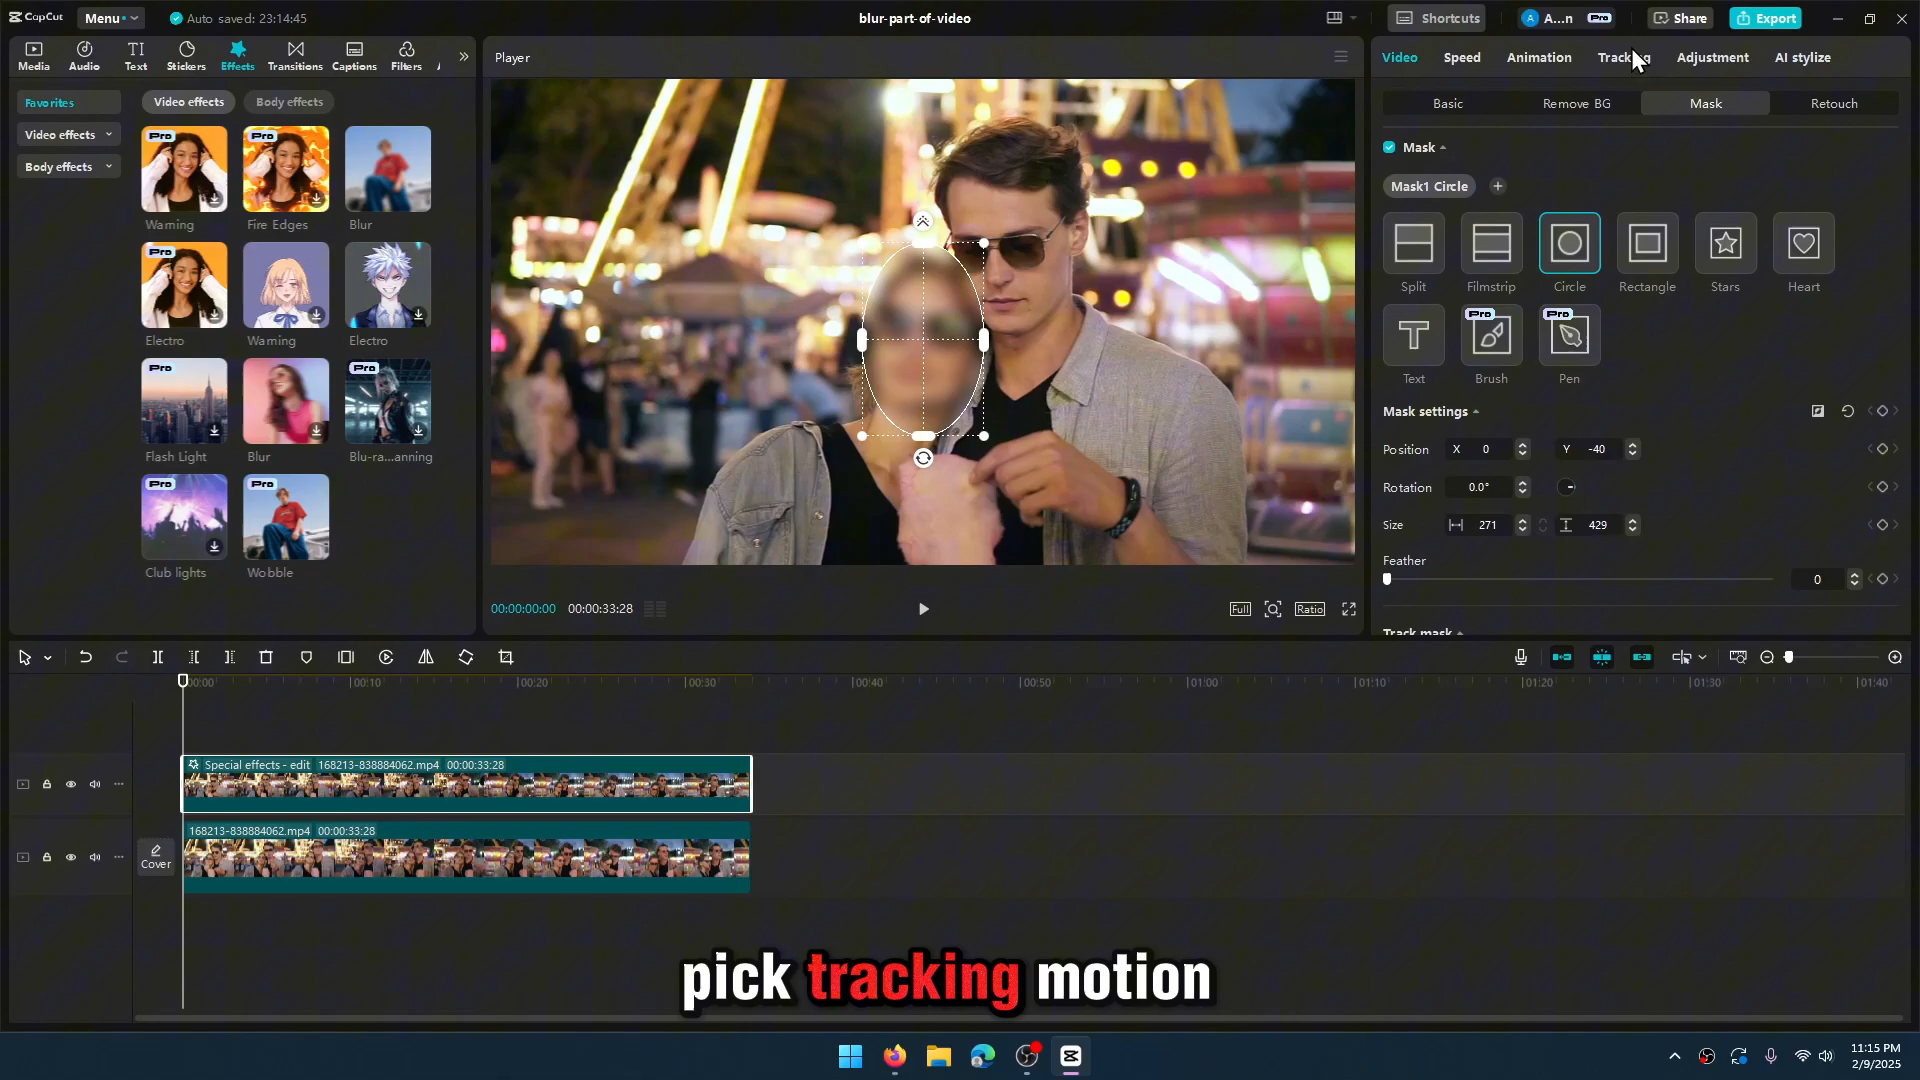 CapCut
Menu
Auto saved: 23:14:45
blur-part-of-video
Shortcuts
A...n
Pro
Share
Export
Media
Audio
Text
Stickers
Effects
Transitions
Captions
Filters
Favorites
Video effects
Body effects
Video effects
Body effects
Pro
Pro
Warning
Fire Edges
Blur
Electro
Warning
Electro
Pro
Pro
Flash Light
Blur
Blu-ra...anning
Pro
Pro
Club lights
Wobble
Player
00:00:00:00
00:00:33:28
Full
Ratio
Video
Speed
Animation
Tracking
Adjustment
AI stylize
Basic
Remove BG
Mask
Retouch
Mask
Mask1 Circle
Split
Filmstrip
Circle
Rectangle
Stars
Heart
Pro
Pro
Text
Brush
Pen
Mask settings
Position X 0 Y -40
Rotation 0.0°
Size 271 429
Feather
0
Track mask
00:00
00:10
00:20
00:30
00:40
00:50
01:00
01:10
01:20
01:30
01:40
Special effects - edit 168213-838884062.mp4 00:00:33:28
168213-838884062.mp4 00:00:33:28
Cover
pick tracking motion
11:15 PM
2/9/2025